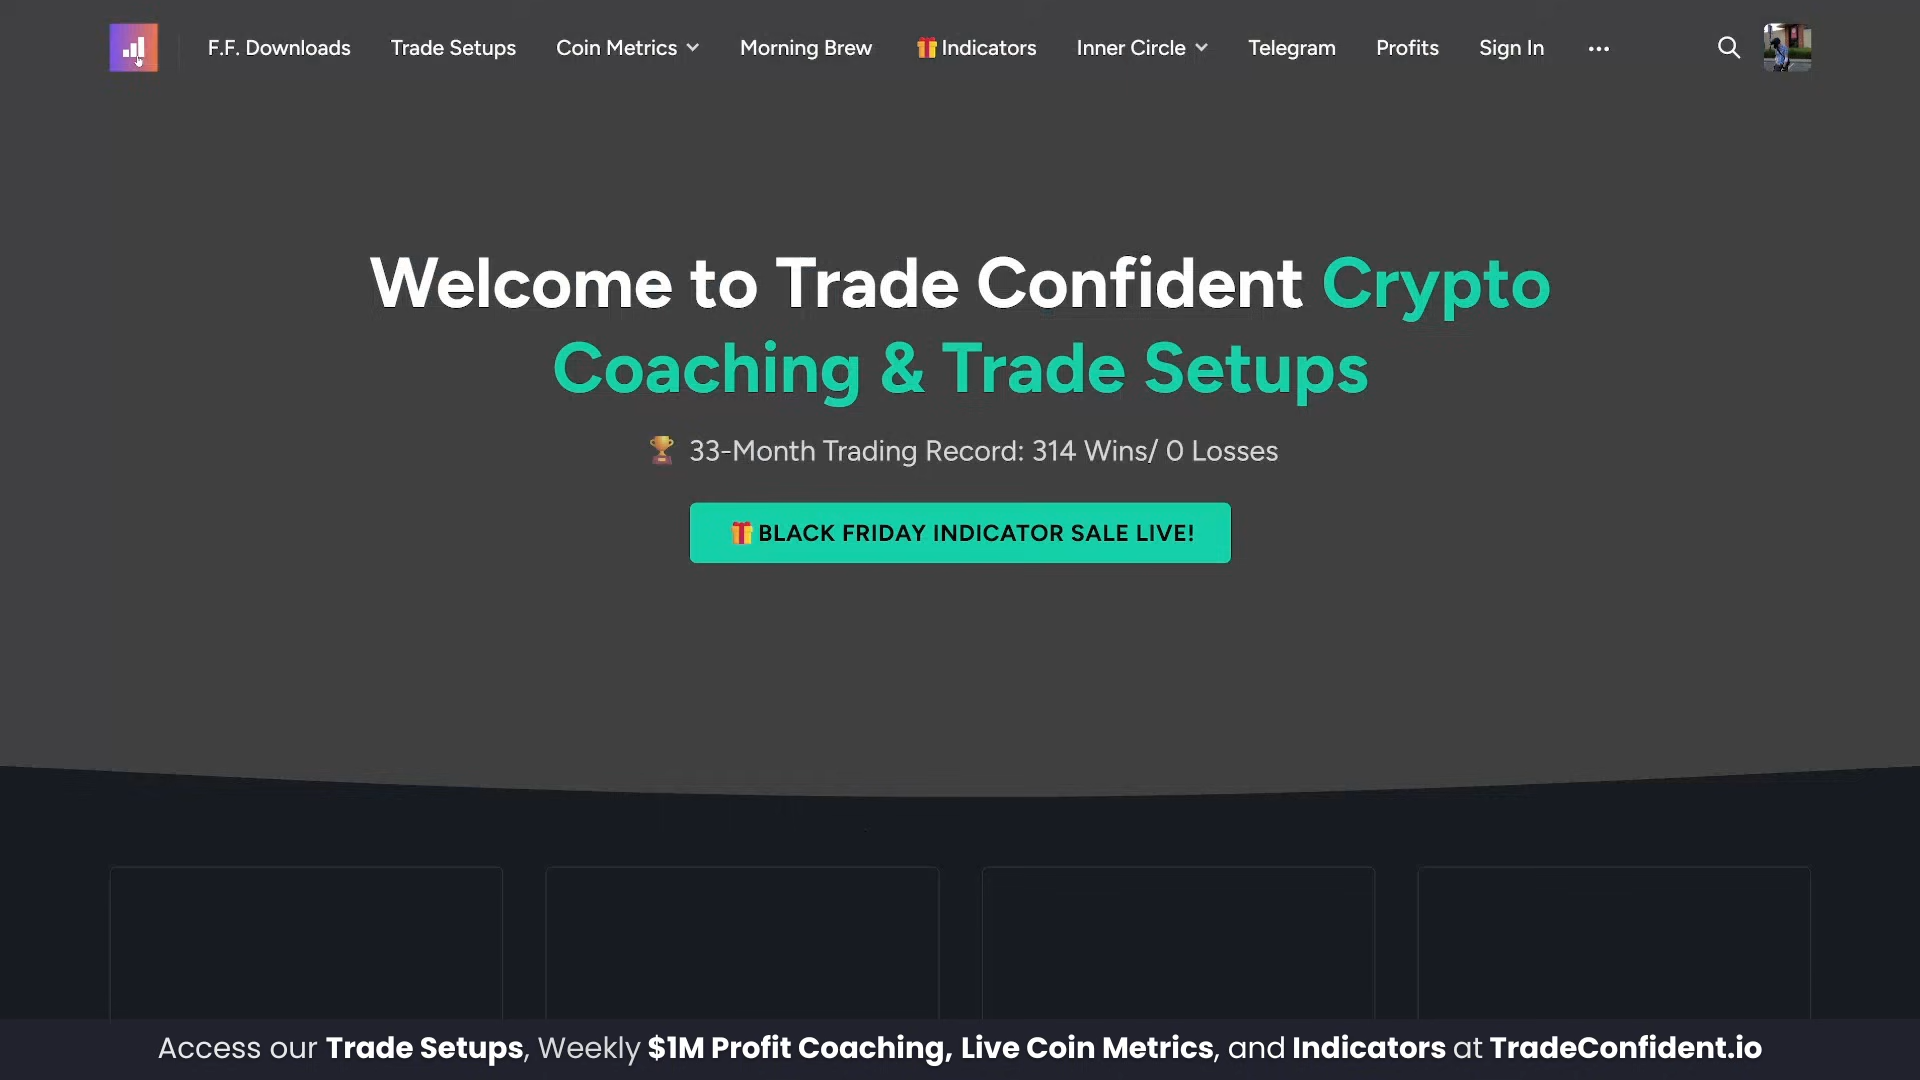 F.F. Downloads Trade Setups Coin Metrics Morning Brew Indicators Inner Circle Telegram Profits Sign In
Welcome to Trade Confident Crypto
Coaching & Trade Setups
33-Month Trading Record: 314 Wins/ 0 Losses
BLACK FRIDAY INDICATOR SALE LIVE!
Access our Trade Setups, Weekly $1M Profit Coaching, Live Coin Metrics, and Indicators at TradeConfident.io